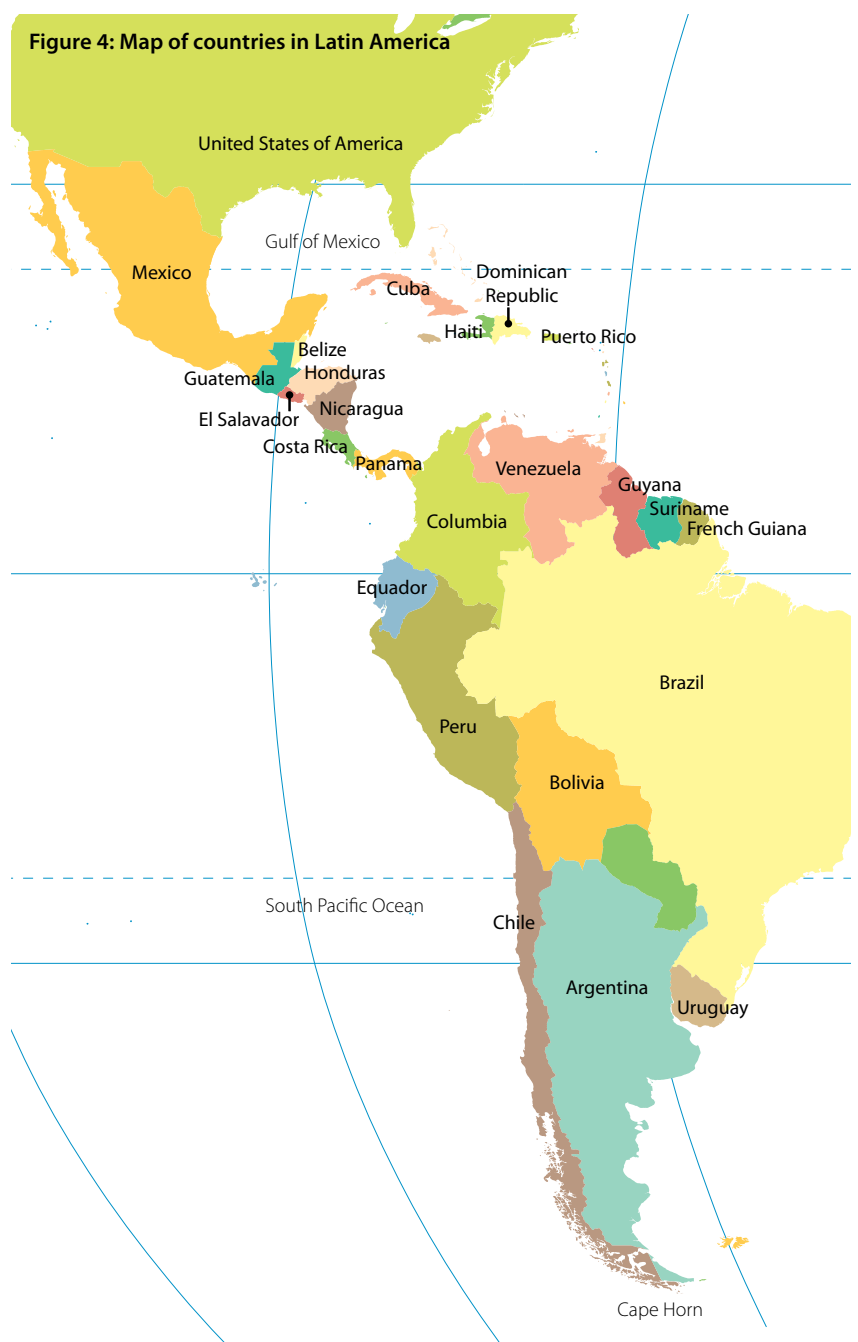 Figure 4: Map of countries in Latin America
United States of America
Gulf of Mexico
Mexico
Cuba
Dominican
Republic
Haiti
Puerto Rico
Belize
Honduras
Guatemala
Nicaragua
El Salavador
Costa Rica
Panama
Venezuela
Guyana
Suriname
French Guiana
Columbia
Equador
Brazil
Peru
Bolivia
South Pacific Ocean
Chile
Argentina
Uruguay
Cape Horn